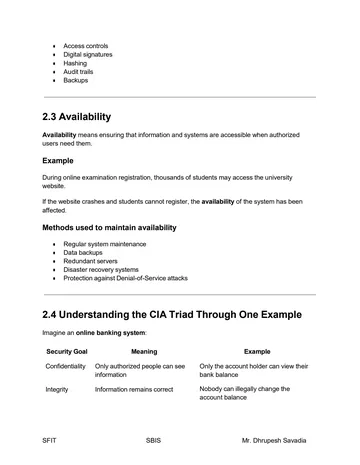 Access controls
Digital signatures
Hashing
Audit trails
Backups
2.3 Availability
Availability means ensuring that information and systems are accessible when authorized
users need them.
Example
During online examination registration, thousands of students may access the university
website.
If the website crashes and students cannot register, the availability of the system has been
affected.
Methods used to maintain availability
Regular system maintenance
Data backups
Redundant servers
Disaster recovery systems
Protection against Denial-of-Service attacks
2.4 Understanding the CIA Triad Through One Example
Imagine an online banking system:
Security Goal Meaning Example
Confidentiality Only authorized people can see Only the account holder can view their
information bank balance
Integrity Information remains correct Nobody can illegally change the
account balance
SFIT SBIS Mr. Dhrupesh Savadia